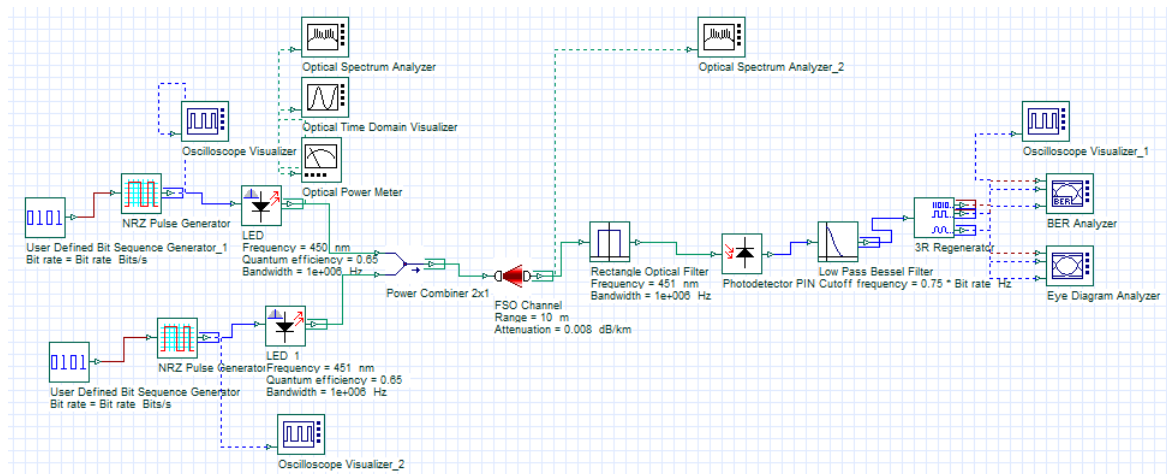 Optical Spectrum Analyzer
Optical Spectrum Analyzer_2
Optical Time Domain Visualizer
Oscilloscope Visualizer
Oscilloscope Visualizer_1
Optical Power Meter
NRZ Pulse Generator
0101
User Defined Bit Sequence Generator_1
Bit rate = Bit rate Bits/s
LED
Frequency = 450 nm
Quantum efficiency = 0.65
Bandwidth = 1e+006 Hz
Power Combiner 2x1
FSO Channel
Range = 10 m
Attenuation = 0.008 dB/km
Rectangle Optical Filter
Frequency = 451 nm
Bandwidth = 1e+006 Hz
Photodetector PIN
Low Pass Bessel Filter
Cutoff frequency = 0.75 * Bit rate Hz
3R Regenerator
BER
BER Analyzer
Eye Diagram Analyzer
0101
User Defined Bit Sequence Generator
Bit rate = Bit rate Bits/s
NRZ Pulse Generator
LED 1
Frequency = 451 nm
Quantum efficiency = 0.65
Bandwidth = 1e+006 Hz
Oscilloscope Visualizer_2